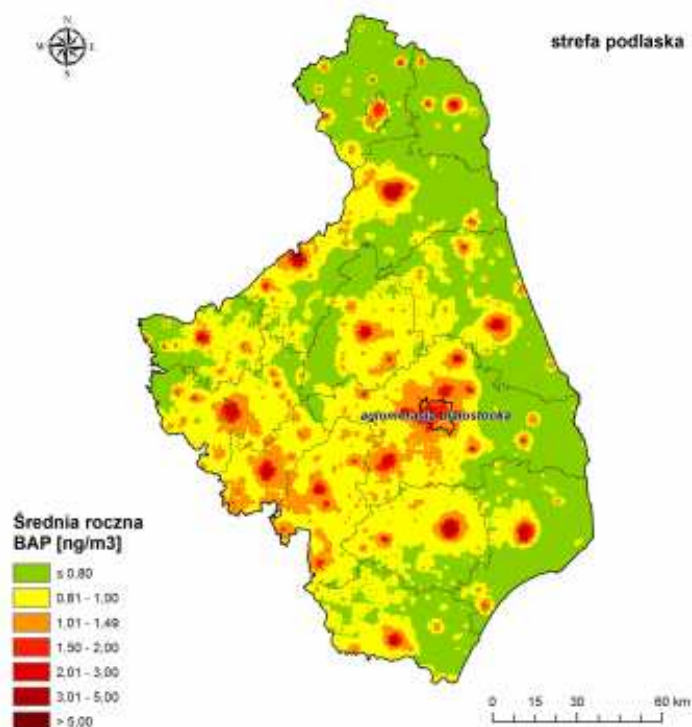 N
W
E
S
strefa podlaska
aglomeracja białostocka
Średnia roczna
BAP [ng/m3]
≤ 0.80
0.81 - 1.00
1.01 - 1.49
1.50 - 2.00
2.01 - 3.00
3.01 - 5.00
> 5.00
0 15 30 60 km